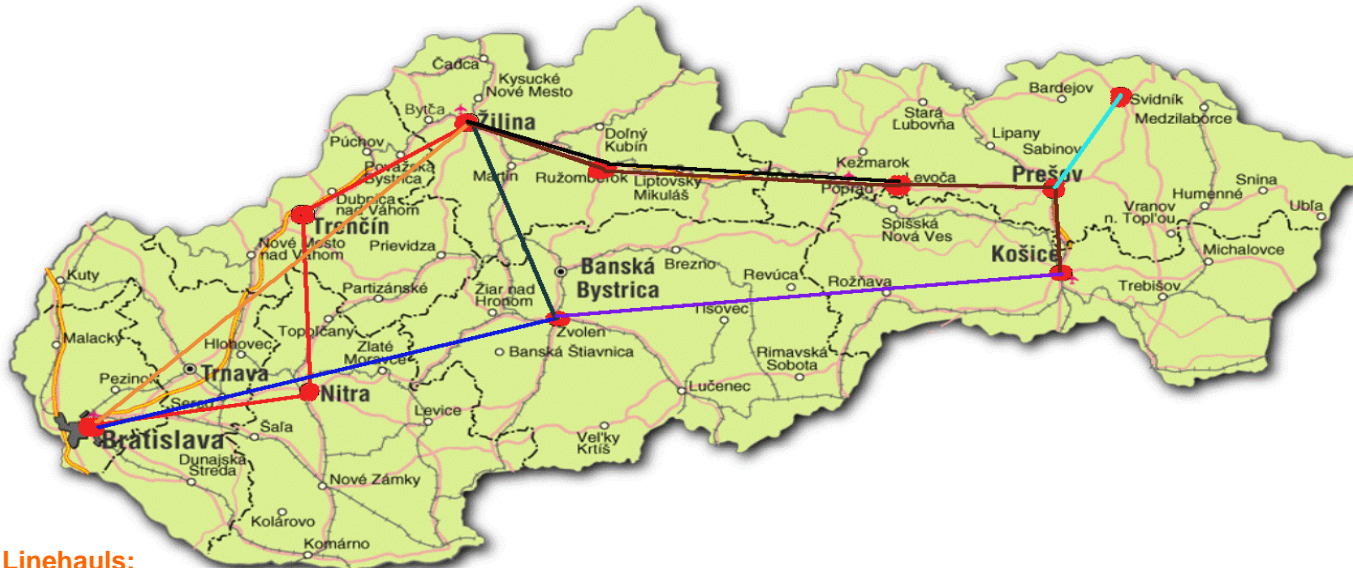 Čadca
Kysucké
Nové Mesto
Bytča
Žilina
Púchov
Považská
Bystrica
Dubnica
nad Váhom
Trenčín
Nové Mesto
nad Váhom
Martin
Doľný
Kubín
Ružomberok
Liptovský
Mikuláš
Poprad
Kežmarok
Stará
Ľubovňa
Levoča
Spišská
Nová Ves
Lipany
Sabinov
Prešov
Bardejov
Svidník
Medzilaborce
Snina
Humenné
Ubľa
Vranov
n. Topľou
Michalovce
Košice
Trebišov
Kuty
Malacky
Pezinok
Bratislava
Trnava
Hlohovec
Sereď
Šaľa
Dunajská
Streda
Nitra
Topoľčany
Partizánské
Prievidza
Zlaté
Moravce
Žiar nad
Hronom
Banská
Bystrica
Brezno
Zvolen
Banská Štiavnica
Levice
Nové Zámky
Kolárovo
Komárno
Veľky
Krtíš
Lučenec
Rimavská
Sobota
Tisovec
Revúca
Rožňava
Linehauls: